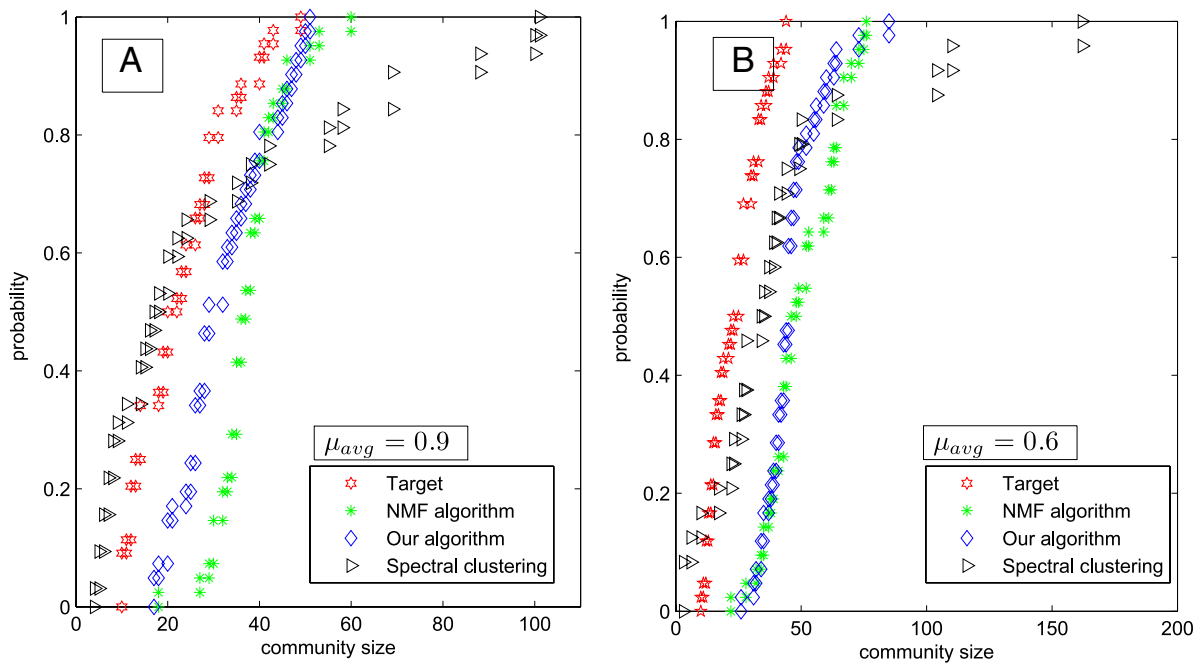 A
probability
1
0.8
0.6
0.4
0.2
0
0
20
40
60
80
100
community size
μavg = 0.9
Target
NMF algorithm
Our algorithm
Spectral clustering
B
probability
1
0.8
0.6
0.4
0.2
0
0
50
100
150
200
community size
μavg = 0.6
Target
NMF algorithm
Our algorithm
Spectral clustering